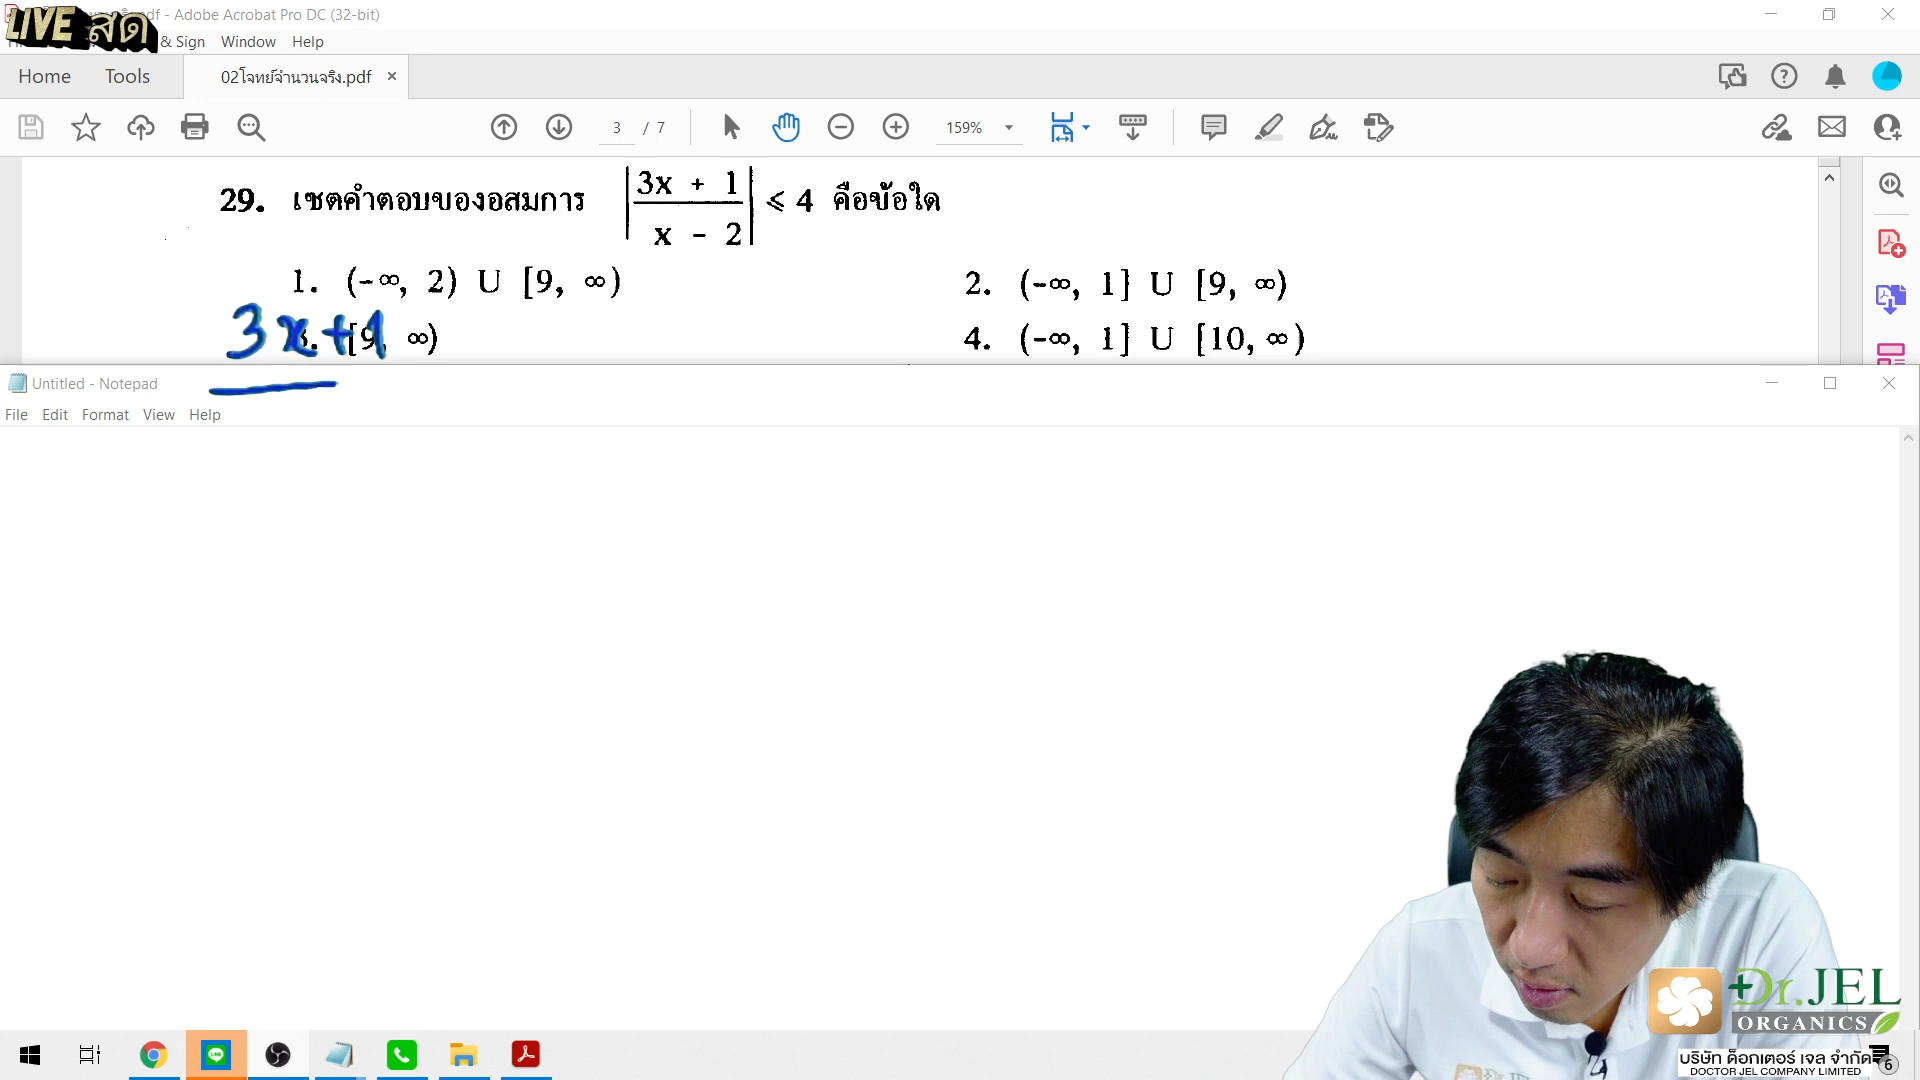 LIVE สด
pdf - Adobe Acrobat Pro DC (32-bit)
& Sign Window Help
Home Tools 02โจทย์จำนวนจริง.pdf ×
3 / 7 159%
29. เซตคำตอบของอสมการ |(3x + 1)/(x - 2)| ≤ 4 คือข้อใด
1. (-∞, 2) U [9, ∞) 2. (-∞, 1] U [9, ∞)
3. [9, ∞) 4. (-∞, 1] U [10, ∞)
3x+1
Untitled - Notepad
File Edit Format View Help
Dr.JEL
ORGANICS
บริษัท ด็อกเตอร์ เจล จำกัด
DOCTOR JEL COMPANY LIMITED
6